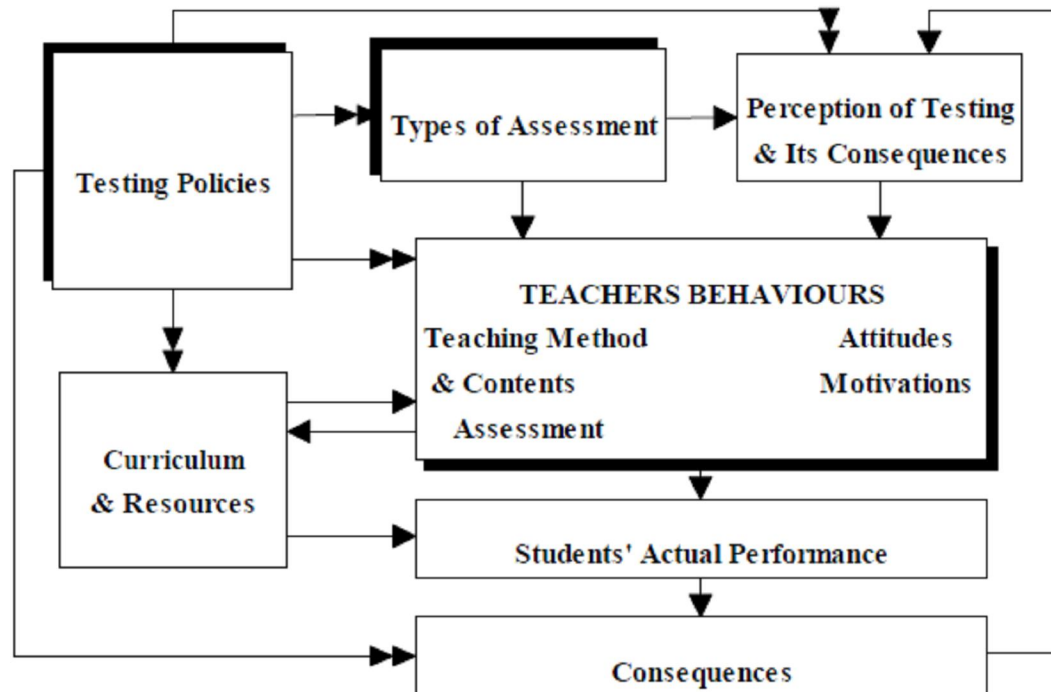 Testing Policies
Types of Assessment
Perception of Testing
& Its Consequences
TEACHERS BEHAVIOURS
Teaching Method
& Contents
Assessment
Attitudes
Motivations
Curriculum
& Resources
Students' Actual Performance
Consequences